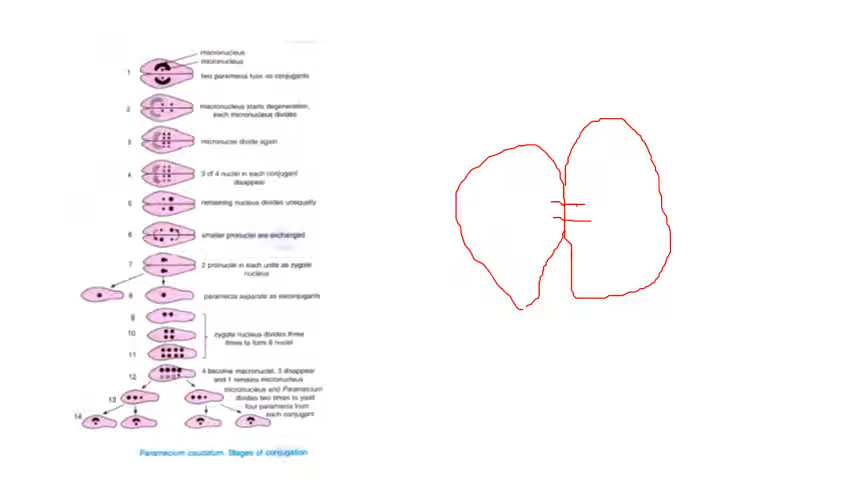 micronucleus
micronucleus
1
two paramecia fuse as conjugants
2
macronucleus starts degeneration,
each micronucleus divides
3
micronuclei divide again
4
3 of 4 nuclei in each conjugant
disappear
5
remaining nucleus divides unequally
6
smaller pronuclei are exchanged
7
2 pronuclei in each unite as zygote
nucleus
8
paramecia separate as exconjugants
9
10
zygote nucleus divides three
times to form 8 nuclei
11
12
4 become macronuclei, 3 disappear
and 1 remains micronucleus
13
micronucleus and Paramecium
divides two times to yield
four paramecia from
each conjugant
14
Paramecium caudatum. Stages of conjugation